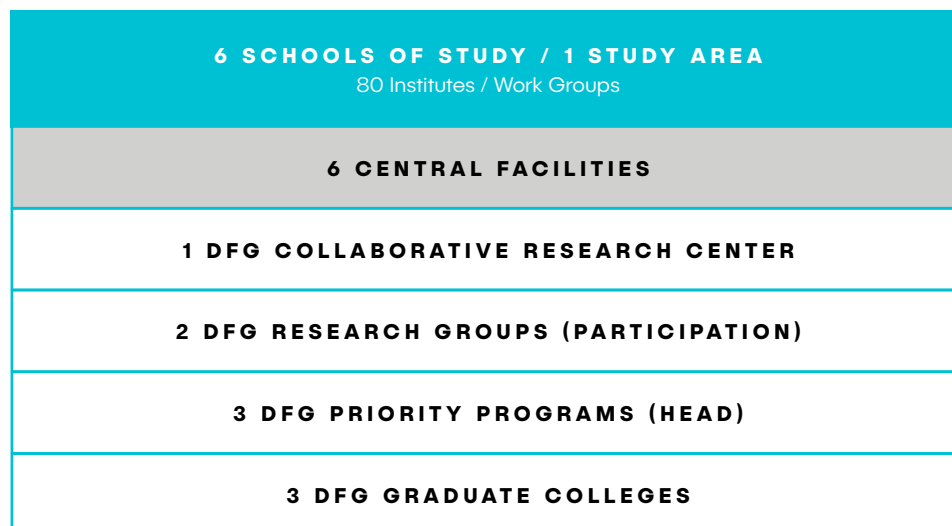 6 SCHOOLS OF STUDY / 1 STUDY AREA
80 Institutes / Work Groups
6 CENTRAL FACILITIES
1 DFG COLLABORATIVE RESEARCH CENTER
2 DFG RESEARCH GROUPS (PARTICIPATION)
3 DFG PRIORITY PROGRAMS (HEAD)
3 DFG GRADUATE COLLEGES